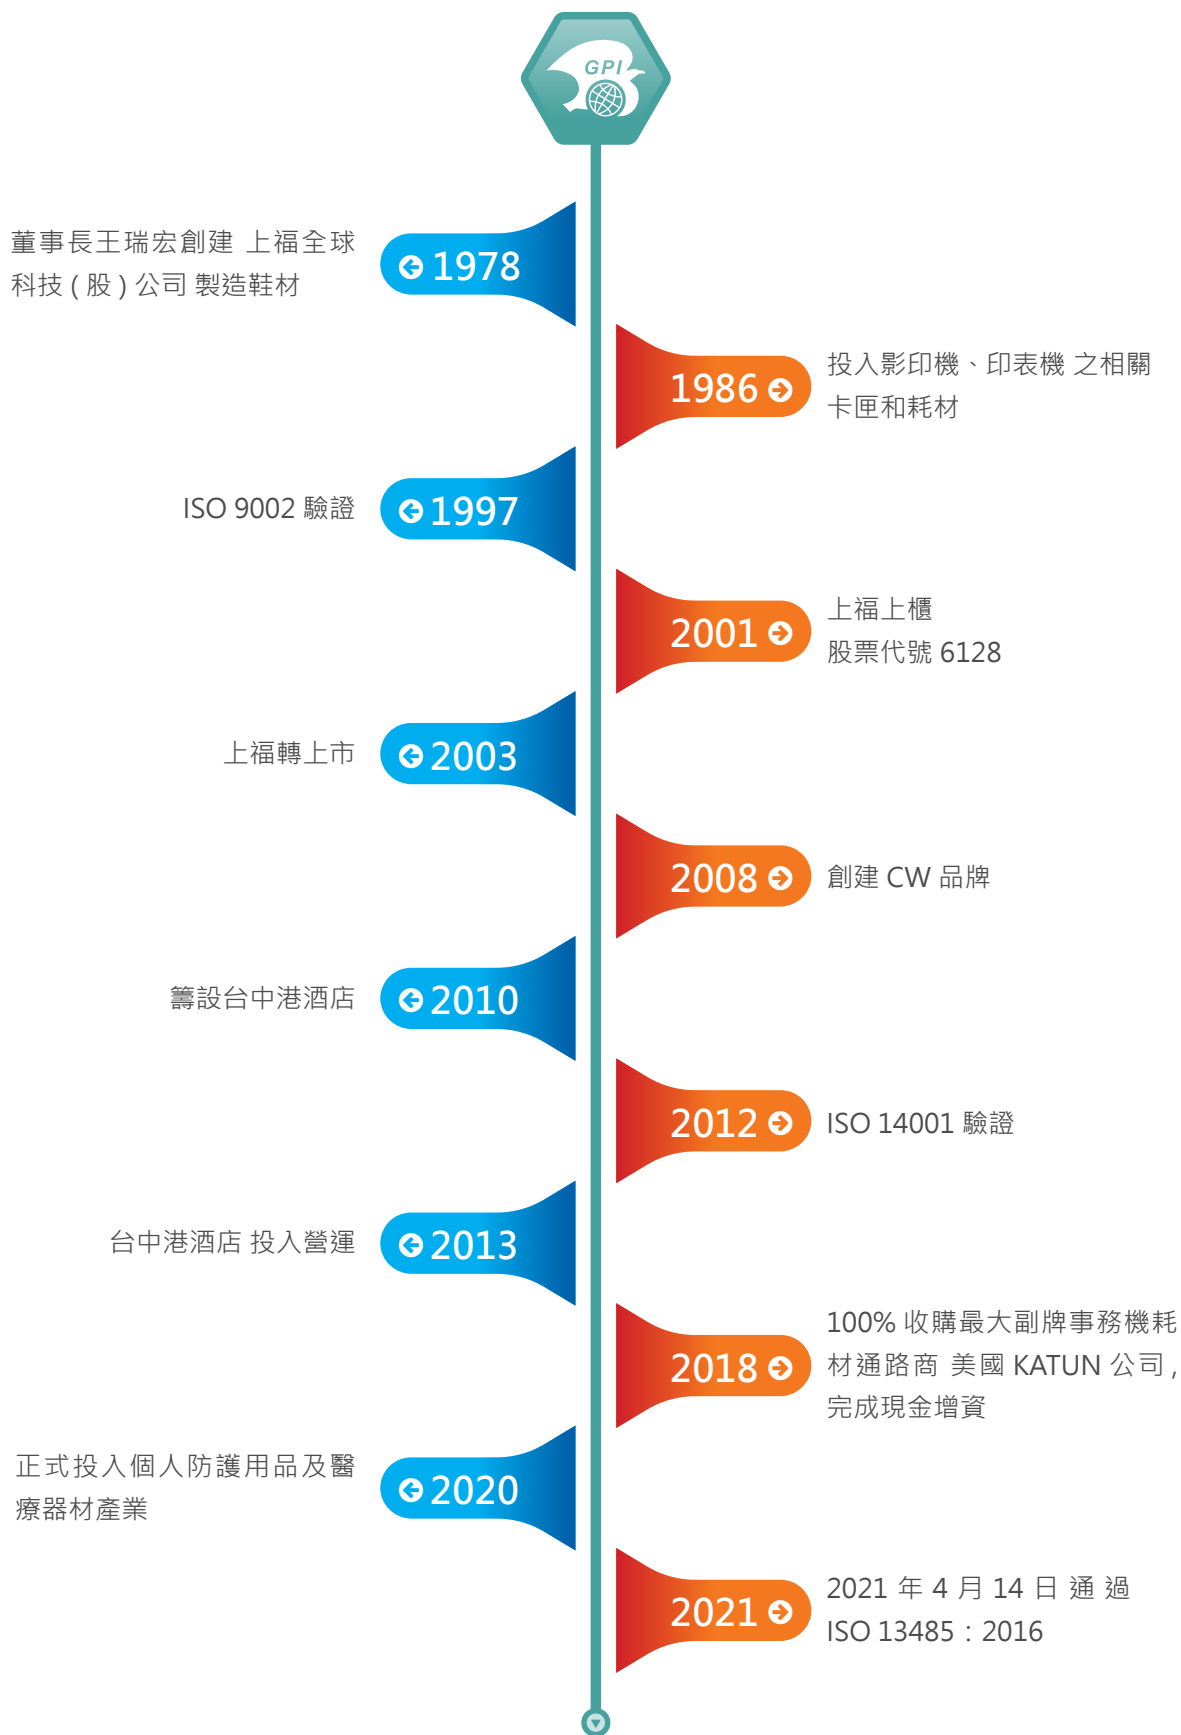 GPI
董事長王瑞宏創建 上福全球
科技 ( 股 ) 公司 製造鞋材
1978
1986
投入影印機、印表機 之相關
卡匣和耗材
ISO 9002 驗證
1997
2001
上福上櫃
股票代號 6128
上福轉上市
2003
2008
創建 CW 品牌
籌設台中港酒店
2010
2012
ISO 14001 驗證
台中港酒店 投入營運
2013
2018
100% 收購最大副牌事務機耗
材通路商 美國 KATUN 公司 ,
完成現金增資
正式投入個人防護用品及醫
療器材產業
2020
2021
2021 年 4 月 14 日 通 過
ISO 13485：2016